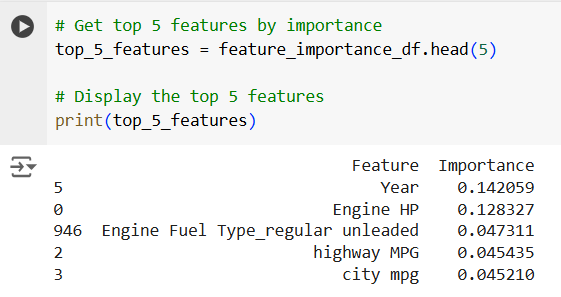 # Get top 5 features by importance
top_5_features = feature_importance_df.head(5)
# Display the top 5 features
print(top_5_features)
Feature Importance
5 Year 0.142059
0 Engine HP 0.128327
946 Engine Fuel Type_regular unleaded 0.047311
2 highway MPG 0.045435
3 city mpg 0.045210